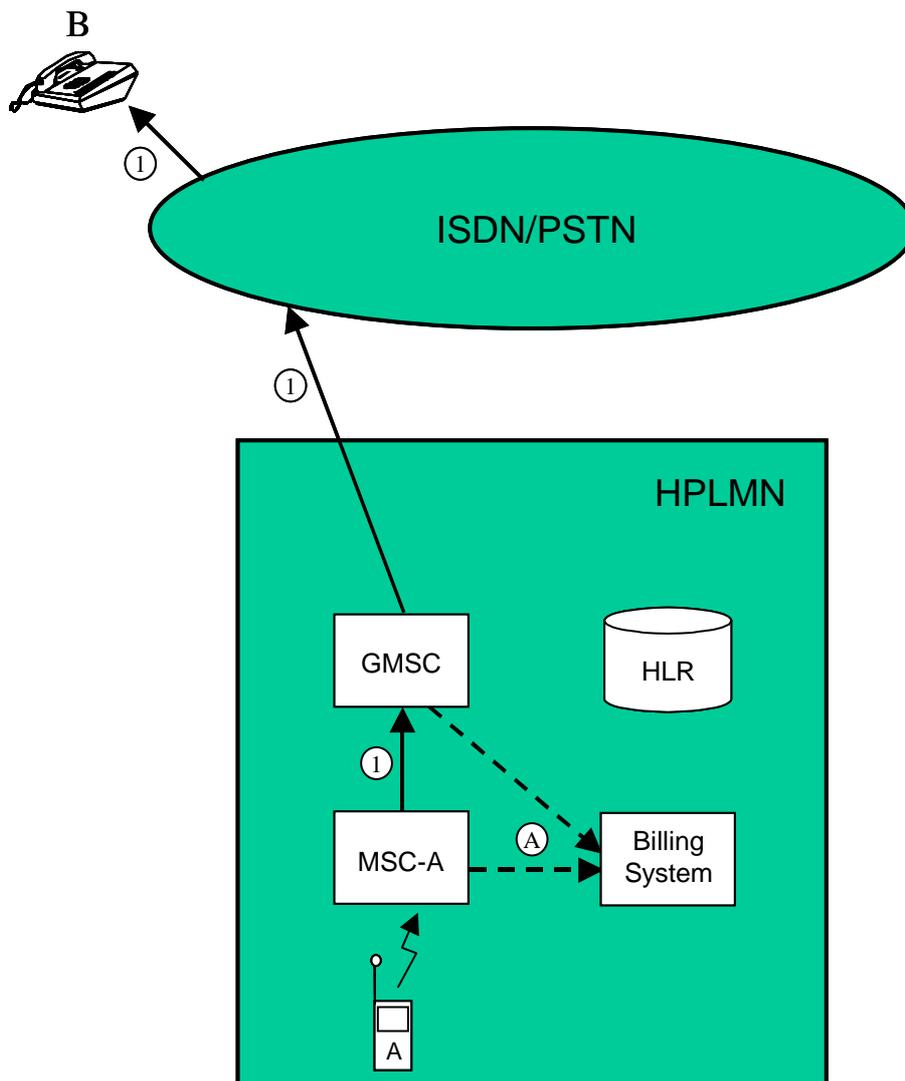 B
①
ISDN/PSTN
①
HPLMN
GMSC
HLR
①
MSC-A
Ⓐ
Billing
System
A